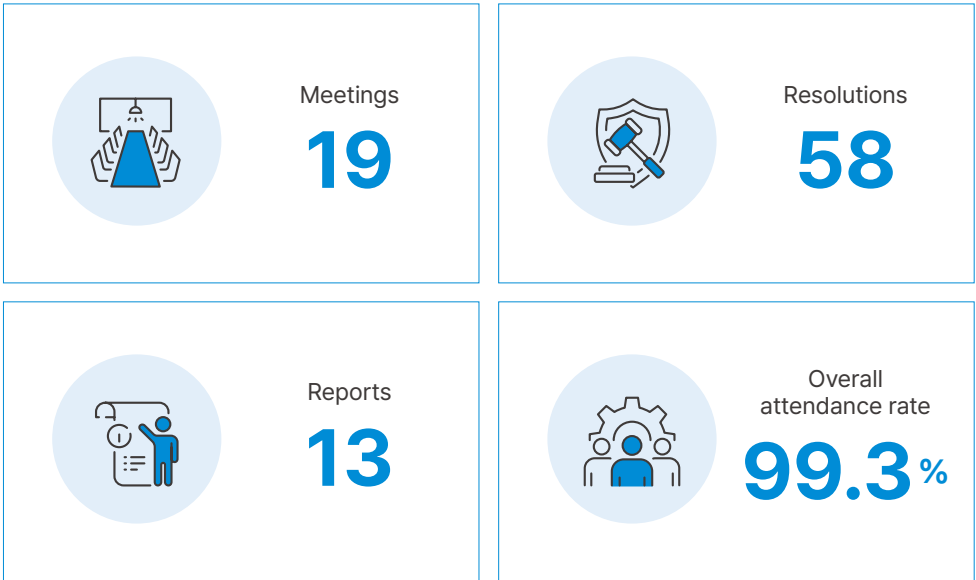 Meetings
19
Resolutions
58
Reports
13
Overall
attendance rate
99.3%